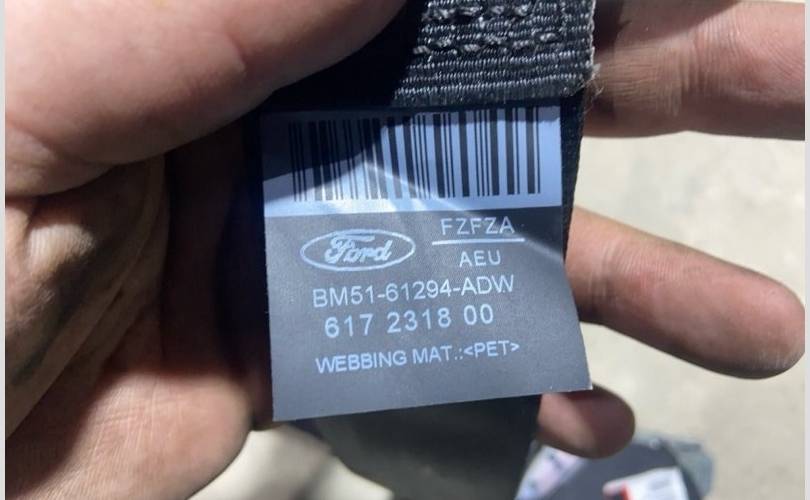 Ford
FZFZA
AEU
BM51-61294-ADW
617 2318 00
WEBBING MAT.:<PET>